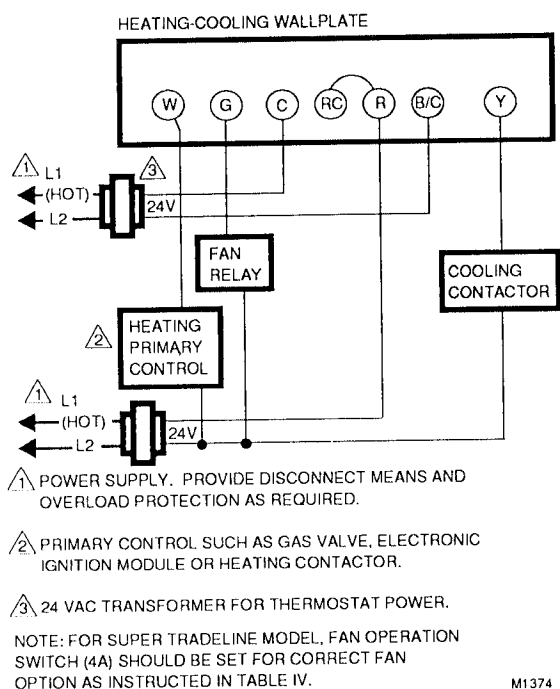 HEATING-COOLING WALLPLATE
W G C RC R B/C Y
1 L1
(HOT)
L2
3
24V
FAN
RELAY
COOLING
CONTACTOR
2
HEATING
PRIMARY
CONTROL
1 L1
(HOT)
L2
24V
1 POWER SUPPLY. PROVIDE DISCONNECT MEANS AND
OVERLOAD PROTECTION AS REQUIRED.
2 PRIMARY CONTROL SUCH AS GAS VALVE, ELECTRONIC
IGNITION MODULE OR HEATING CONTACTOR.
3 24 VAC TRANSFORMER FOR THERMOSTAT POWER.
NOTE: FOR SUPER TRADELINE MODEL, FAN OPERATION
SWITCH (4A) SHOULD BE SET FOR CORRECT FAN
OPTION AS INSTRUCTED IN TABLE IV.
M1374